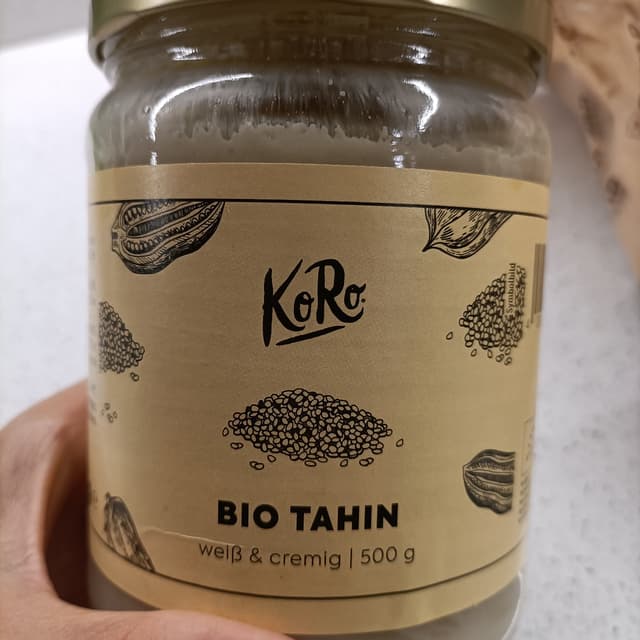 KoRo
BIO TAHIN
weiß & cremig | 500 g
Symbolbild